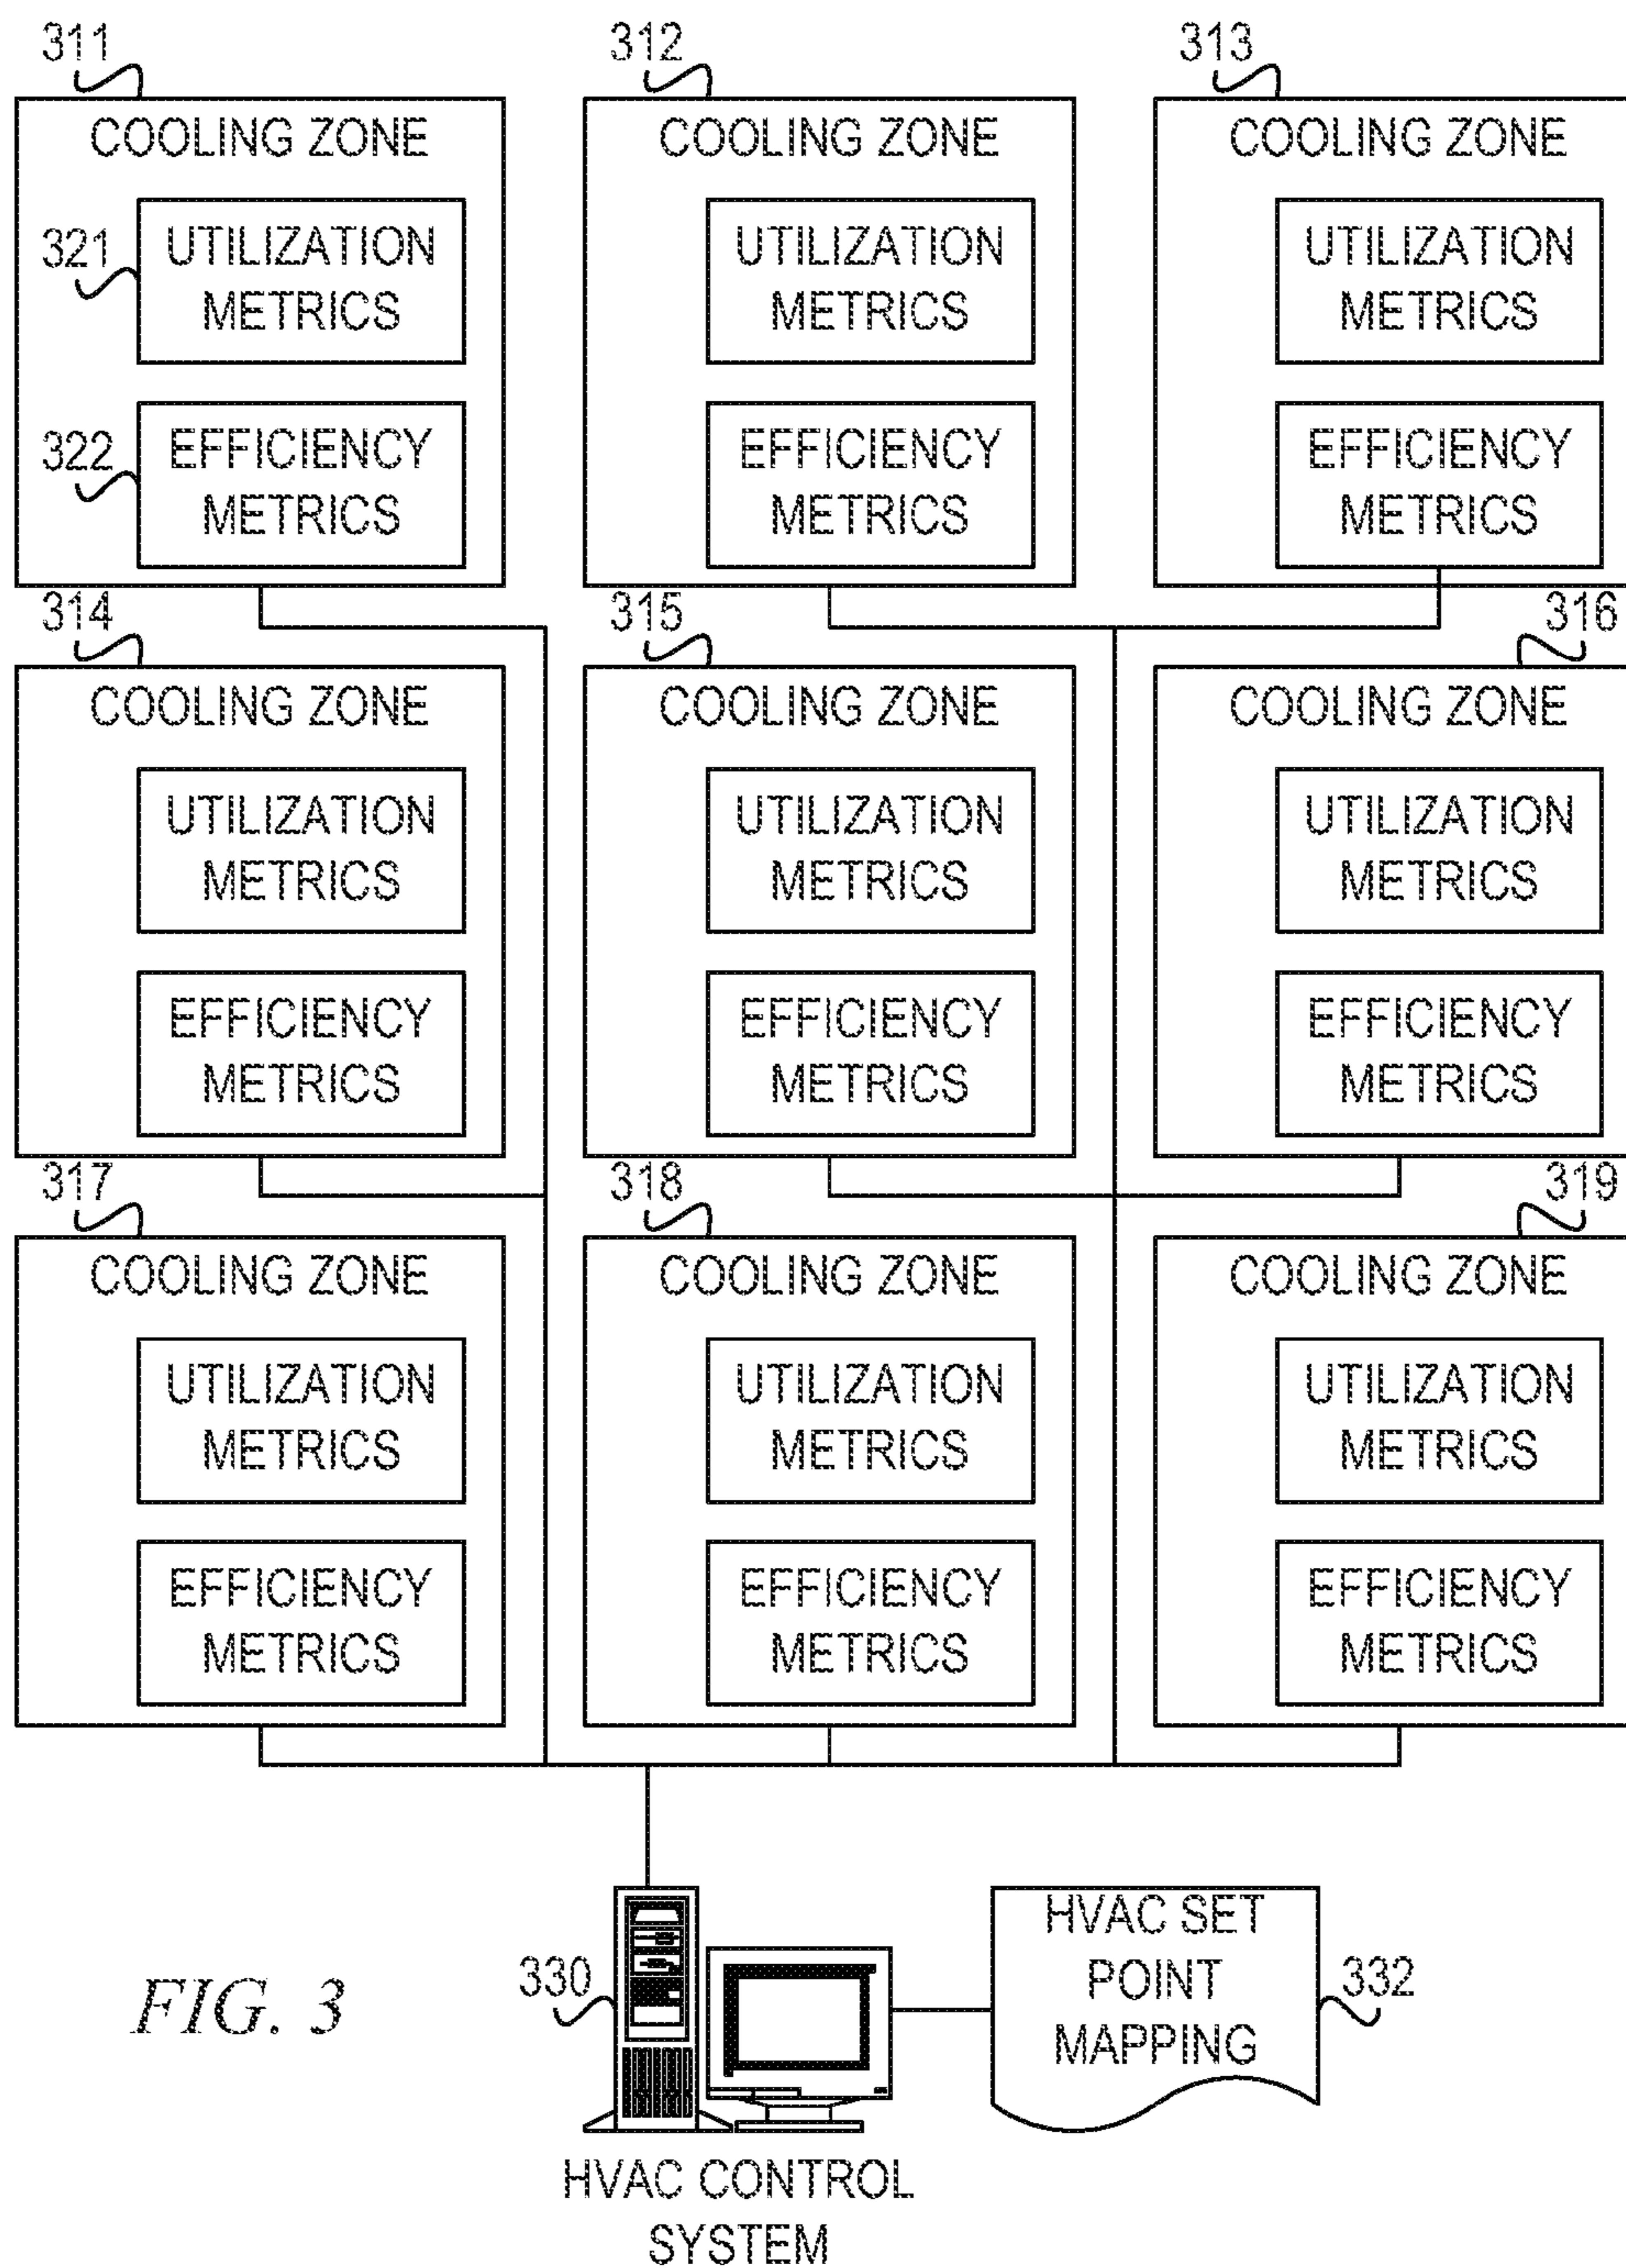 311
312
313
COOLING ZONE
COOLING ZONE
COOLING ZONE
321
UTILIZATION
METRICS
UTILIZATION
METRICS
UTILIZATION
METRICS
322
EFFICIENCY
METRICS
EFFICIENCY
METRICS
EFFICIENCY
METRICS
314
315
316
COOLING ZONE
COOLING ZONE
COOLING ZONE
UTILIZATION
METRICS
UTILIZATION
METRICS
UTILIZATION
METRICS
EFFICIENCY
METRICS
EFFICIENCY
METRICS
EFFICIENCY
METRICS
317
318
319
COOLING ZONE
COOLING ZONE
COOLING ZONE
UTILIZATION
METRICS
UTILIZATION
METRICS
UTILIZATION
METRICS
EFFICIENCY
METRICS
EFFICIENCY
METRICS
EFFICIENCY
METRICS
FIG. 3
330
HVAC SET
POINT
MAPPING
332
HVAC CONTROL
SYSTEM